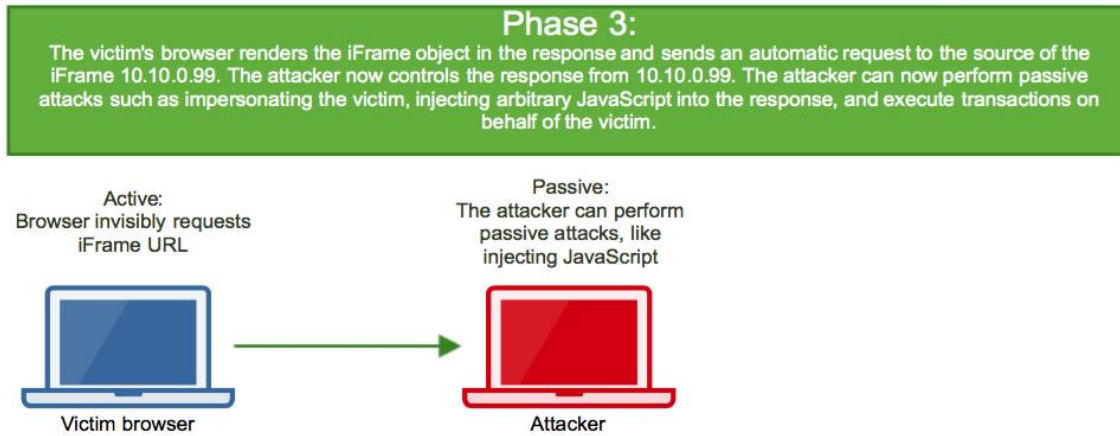 Phase 3:
The victim's browser renders the iFrame object in the response and sends an automatic request to the source of the
iFrame 10.10.0.99. The attacker now controls the response from 10.10.0.99. The attacker can now perform passive
attacks such as impersonating the victim, injecting arbitrary JavaScript into the response, and execute transactions on
behalf of the victim.
Active:
Browser invisibly requests
iFrame URL
Passive:
The attacker can perform
passive attacks, like
injecting JavaScript
Victim browser
Attacker